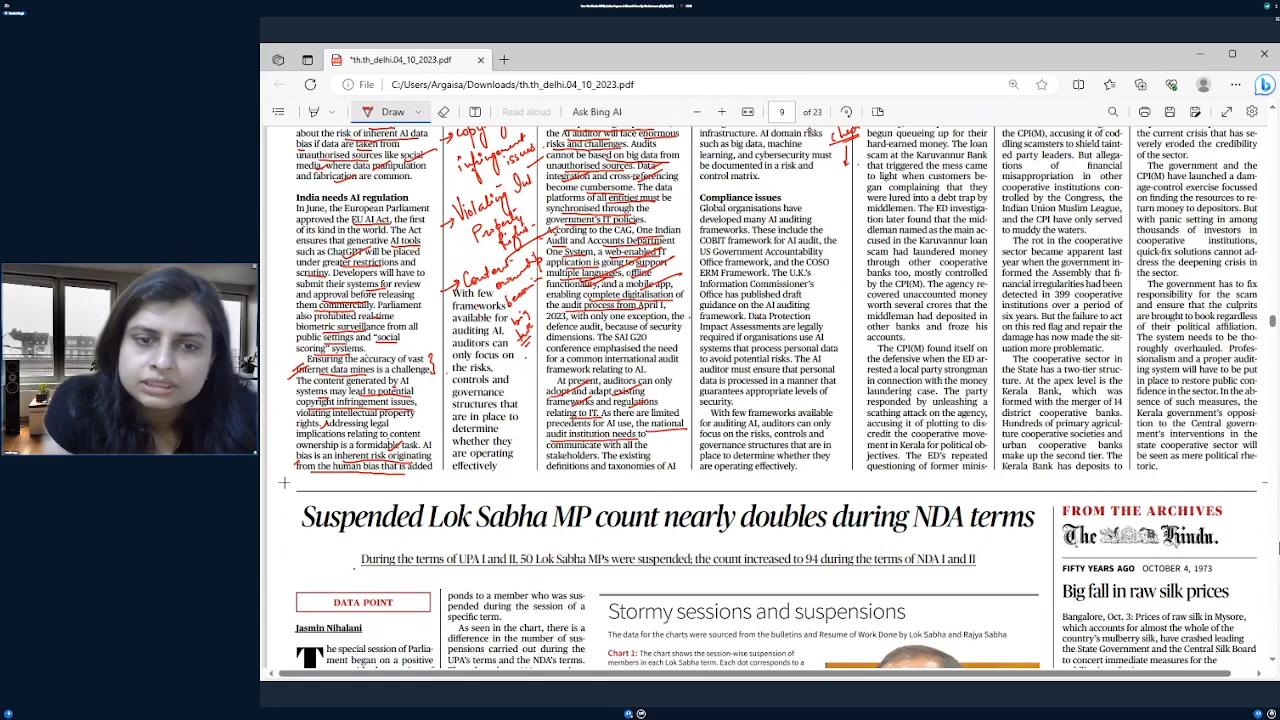 *th.th_delhi.04_10_2023.pdf
File
C:/Users/Argaisa/Downloads/th.th_delhi.04_10_2023.pdf
Draw
Read aloud
Ask Bing AI
9
of 23
about the risk of inherent AI data
bias if data are taken from
unauthorised sources like social
media, where data manipulation
and fabrication are common.
India needs AI regulation
In June, the European Parliament
approved the EU AI Act, the first
of its kind in the world. The Act
ensures that generative AI tools
such as ChatGPT will be placed
under greater restrictions and
scrutiny. Developers will have to
submit their systems for review
and approval before releasing
them commercially. Parliament
also prohibited real-time
biometric surveillance from all
public settings and “social
scoring” systems.
Ensuring the accuracy of vast
internet data mines is a challenge.
The content generated by AI
systems may lead to potential
copyright infringement issues,
violating intellectual property
rights. Addressing legal
implications relating to content
ownership is a formidable task. AI
bias is an inherent risk originating
from the human bias that is added
copyrig
infringement
issues
Violating Int
Property
Rights
Content
ownership
With few
frameworks
available for
auditing AI,
auditors can
only focus on
the risks,
controls and
governance
structures that
are in place to
determine
whether they
are operating
effectively
the AI auditor will face enormous
risks and challenges. Audits
cannot be based on big data from
unauthorised sources. Data
integration and cross-referencing
become cumbersome. The data
platforms of all entities must be
synchronised through the
government's IT policies.
According to the CAG, One Indian
Audit and Accounts Department
One System, a web-enabled IT
application is going to support
multiple languages, offline
functionality, and a mobile app,
enabling complete digitalisation of
the audit process from April 1
2023, with only one exception, the
defence audit, because of security
dimensions. The SAI G20
conference emphasised the need
for a common international audit
framework relating to AI.
At present, auditors can only
adopt and adapt existing
frameworks and regulations
relating to IT. As there are limited
precedents for AI use, the national
audit institution needs to
communicate with all the
stakeholders. The existing
definitions and taxonomies of AI
infrastructure. AI domain risks
such as big data, machine
learning, and cybersecurity must
be documented in a risk and
control matrix.
Compliance issues
Global organisations have
developed many AI auditing
frameworks. These include the
COBIT framework for AI audit, the
US Government Accountability
Office framework, and the COSO
ERM Framework. The U.K.'s
Information Commissioner's
Office has published draft
guidance on the AI auditing
framework. Data Protection
Impact Assessments are legally
required if organisations use AI
systems that process personal data
to avoid potential risks. The AI
auditor must ensure that personal
data is processed in a manner that
guarantees appropriate levels of
security.
With few frameworks available
for auditing AI, auditors can only
focus on the risks, controls and
governance structures that are in
place to determine whether they
are operating effectively.
began queueing up for their
hard-earned money. The loan
scam at the Karuvannur Bank
that triggered the mess came
to light when customers be-
gan complaining that they
were lured into a debt trap by
middlemen. The ED investiga-
tion later found that the mid-
dleman named as the main ac-
cused in the Karuvannur loan
scam had laundered money
through other cooperative
banks too, mostly controlled
by the CPI(M). The agency re-
covered unaccounted money
worth several crores that the
middleman had deposited in
other banks and froze his
accounts.
The CPI(M) found itself on
the defensive when the ED ar-
rested a local party strongman
in connection with the money
laundering case. The party
responded by unleashing a
scathing attack on the agency,
accusing it of plotting to dis-
credit the cooperative move-
ment in Kerala for political ob-
jectives. The ED's repeated
questioning of former minis-
the CPI(M), accusing it of cod-
dling scamsters to shield taint-
ed party leaders. But allega-
tions of financial
misappropriation in other
cooperative institutions con-
trolled by the Congress, the
Indian Union Muslim League,
and the CPI have only served
to muddy the waters.
The rot in the cooperative
sector became apparent last
year when the government in-
formed the Assembly that fi-
nancial irregularities had been
detected in 399 cooperative
institutions over a period of
six years. But the failure to act
on this red flag and repair the
damage has now made the sit-
uation more problematic.
The cooperative sector in
the State has a two-tier struc-
ture. At the apex level is the
Kerala Bank, which was
formed with the merger of 14
district cooperative banks.
Hundreds of primary agricul-
ture cooperative societies and
urban cooperative banks
make up the second tier. The
Kerala Bank has deposits to
the current crisis that has se-
verely eroded the credibility
of the sector.
The government and the
CPI(M) have launched a dam-
age-control exercise focused
on finding the resources to re-
turn money to depositors. But
with panic setting in among
thousands of investors in
cooperative institutions,
quick-fix solutions cannot ad-
dress the deepening crisis in
the sector.
The government has to fix
responsibility for the scam
and ensure that the culprits
are brought to book regardless
of their political affiliation.
The system needs to be tho-
roughly overhauled. Profes-
sionalism and a proper audit-
ing system will have to be put
in place to restore public con-
fidence in the sector. In the ab-
sence of such measures, the
Kerala government's opposi-
tion to the Central govern-
ment's interventions in the
state cooperative sector will
be seen as mere political rhe-
toric.
Suspended Lok Sabha MP count nearly doubles during NDA terms
During the terms of UPA I and II, 50 Lok Sabha MPs were suspended; the count increased to 94 during the terms of NDA I and II
DATA POINT
Jasmin Nihalani
The special session of Parlia-
ment began on a positive
ponds to a member who was sus-
pended during the session of a
specific term.
As seen in the chart, there is a
difference in the number of sus-
pensions carried out during the
UPA's terms and the NDA's terms.
Stormy sessions and suspensions
The data for the charts were sourced from the bulletins and Resume of Work Done by Lok Sabha and Rajya Sabha
Chart 1: The chart shows the session-wise suspension of
members in each Lok Sabha term. Each dot corresponds to a
FROM THE ARCHIVES
The Hindu.
FIFTY YEARS AGO OCTOBER 4, 1973
Big fall in raw silk prices
Bangalore, Oct. 3: Prices of raw silk in Mysore,
which accounts for almost the whole of the
country's mulberry silk, have crashed leading
the State Government and the Central Silk Board
to concert immediate measures for the